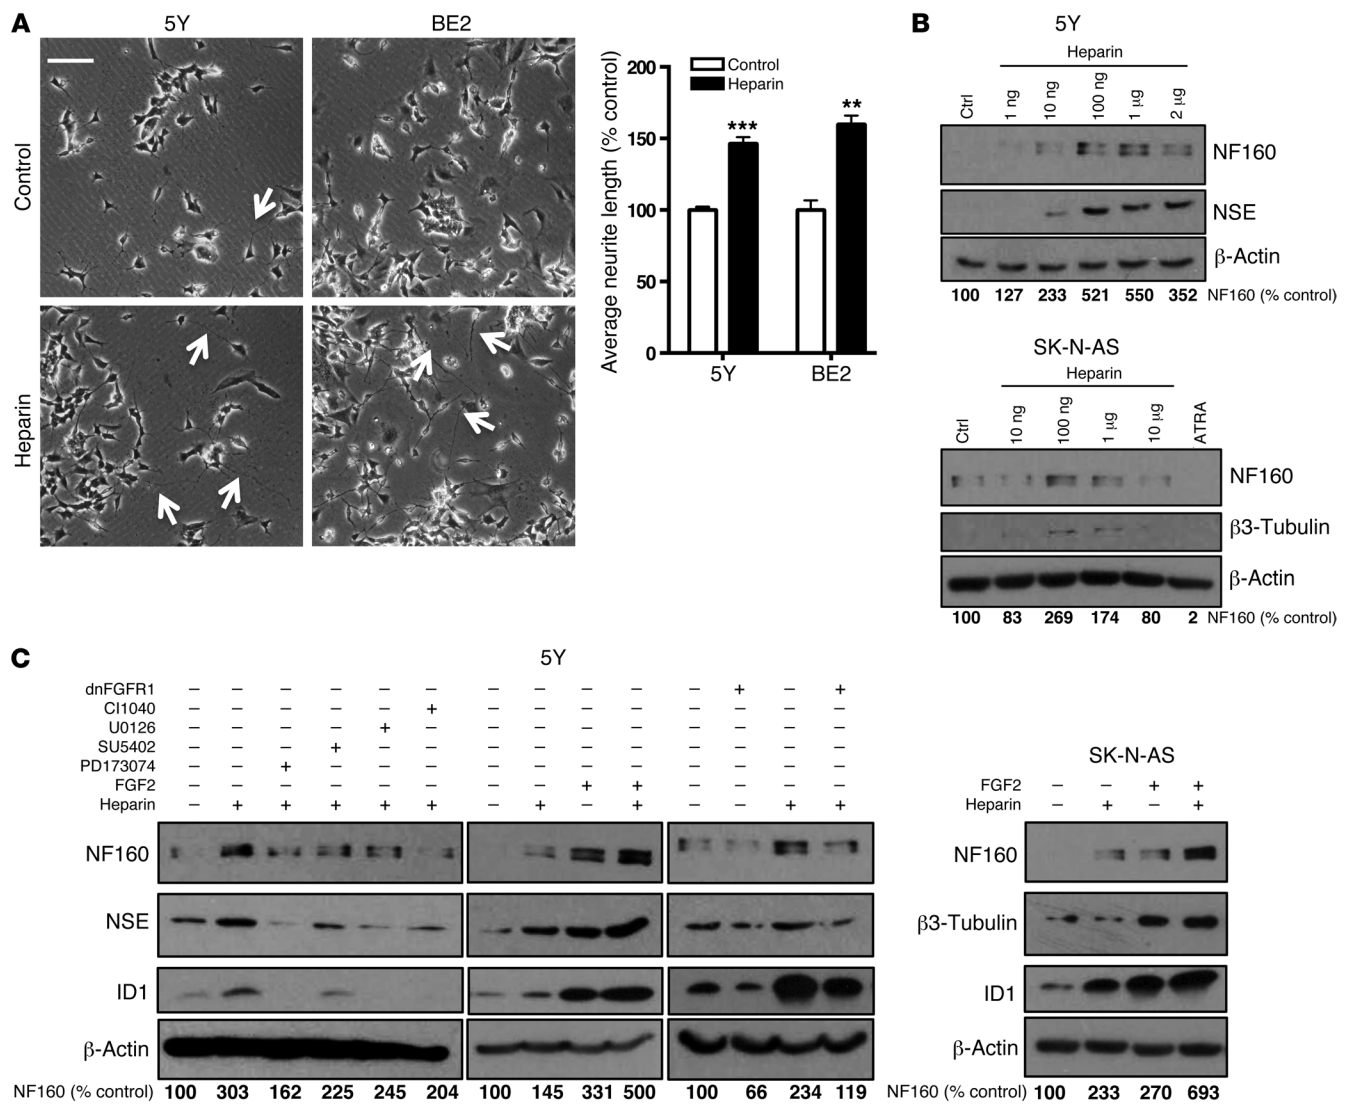 A
5Y
BE2
Control
Heparin
Average neurite length (% control)
200
150
100
50
0
Control
Heparin
***
**
5Y
BE2
B
5Y
Heparin
Ctrl
1 ng
10 ng
100 ng
1 µg
2 µg
NF160
NSE
β-Actin
100 127 233 521 550 352 NF160 (% control)
SK-N-AS
Heparin
Ctrl
10 ng
100 ng
1 µg
10 µg
ATRA
NF160
β3-Tubulin
β-Actin
100 83 269 174 80 2 NF160 (% control)
C
5Y
dnFGFR1 – – – – – – – – – – – + – +
CI1040 – – – – – + – – – – – – – –
U0126 – – – – + – – – – – – – – –
SU5402 – – – + – – – – – – – – – –
PD173074 – – + – – – – – – – – – – –
FGF2 – – – – – – – – + + – – – –
Heparin – + + + + + – + – + – – + +
NF160
NSE
ID1
β-Actin
NF160 (% control) 100 303 162 225 245 204 100 145 331 500 100 66 234 119
SK-N-AS
FGF2 – – + +
Heparin – + – +
NF160
β3-Tubulin
ID1
β-Actin
NF160 (% control) 100 233 270 693